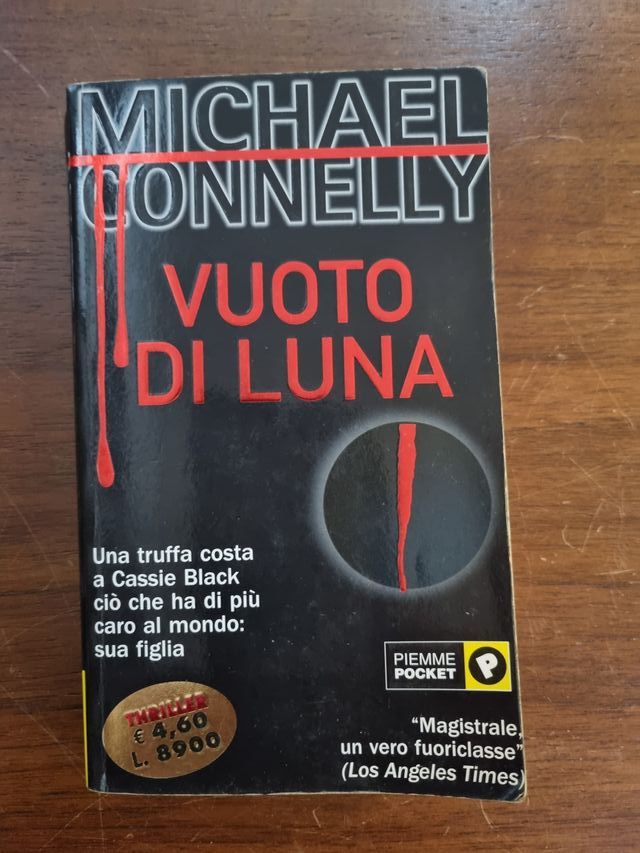 MICHAEL
CONNELLY
VUOTO
DI LUNA
Una truffa costa
a Cassie Black
ciò che ha di più
caro al mondo:
sua figlia
PIEMME
POCKET
P
THRILLER
€ 4,60
L. 8900
“Magistrale,
un vero fuoriclasse”
(Los Angeles Times)